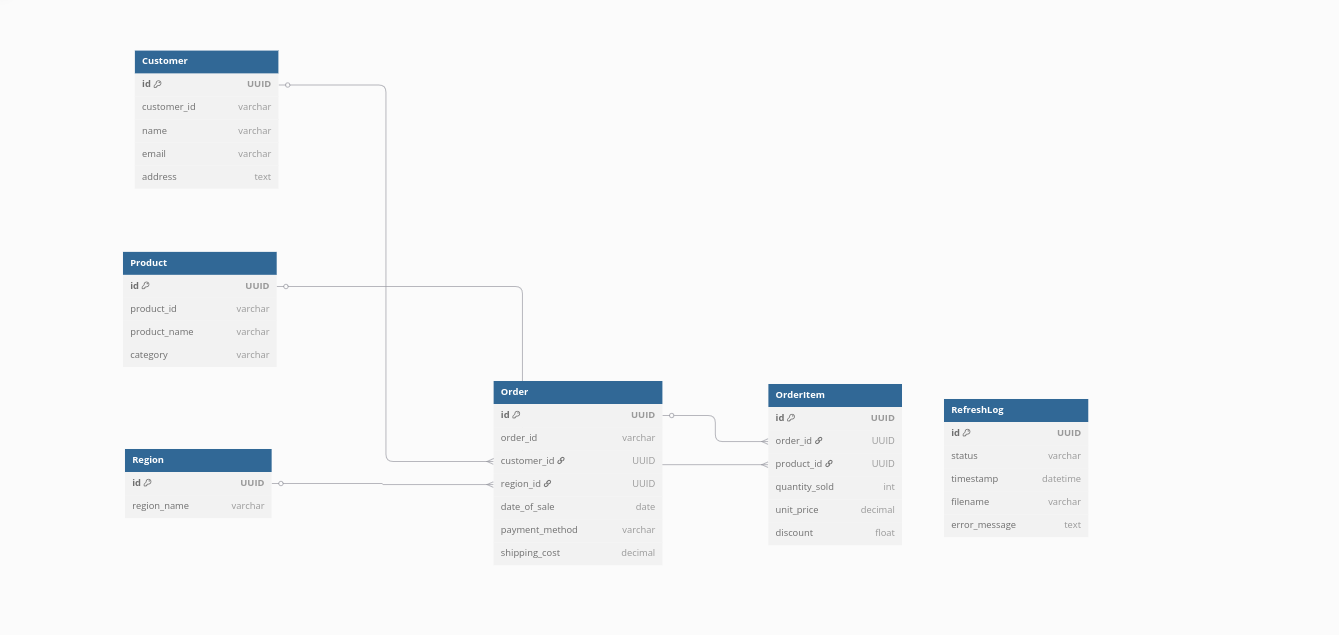 Customer
id UUID
customer_id varchar
name varchar
email varchar
address text
Product
id UUID
product_id varchar
product_name varchar
category varchar
Region
id UUID
region_name varchar
Order
id UUID
order_id varchar
customer_id UUID
region_id UUID
date_of_sale date
payment_method varchar
shipping_cost decimal
OrderItem
id UUID
order_id UUID
product_id UUID
quantity_sold int
unit_price decimal
discount float
RefreshLog
id UUID
status varchar
timestamp datetime
filename varchar
error_message text